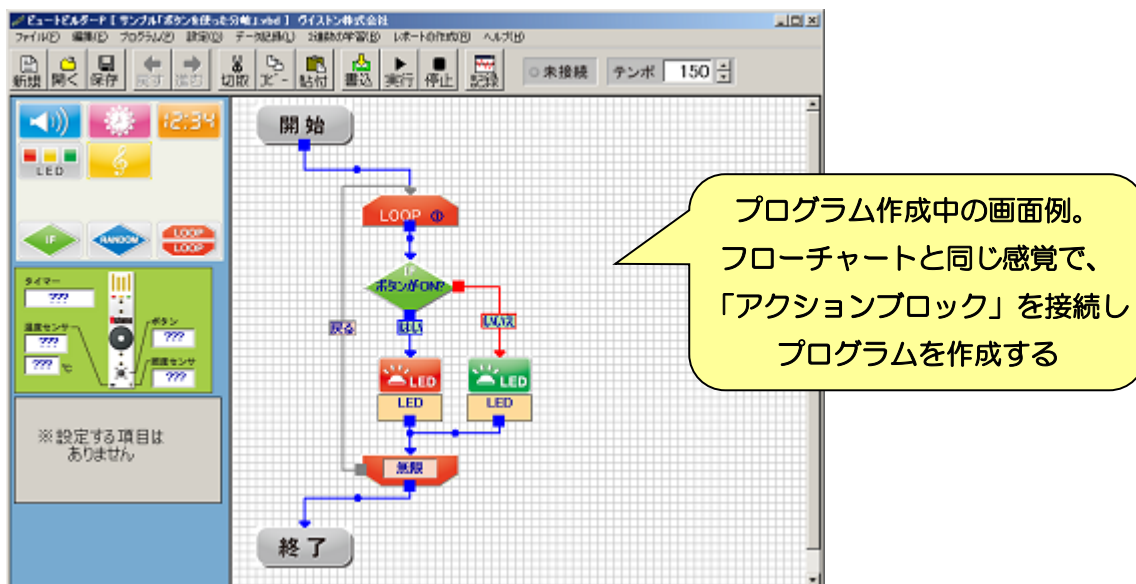 ビュートビルダーP [ サンプル「ボタンを使った分岐」.vbd ] ヴイストン株式会社
ファイル(F) 編集(E) プログラム(P) 設定(O) データ記録(L) ヘルプ(H)
レポートの作成(R)
新規 開く 保存 戻す 進む 切取 コピー 貼付 書込 実行 停止 記録
未接続 テンポ 150
12:34
LED
IF RANDOM LOOP
LOOP
タイマー
???
温度センサー
???
??? ℃
ボタン
???
照度センサ
???
※設定する項目は
ありません
開始
LOOP ①
IF
ボタンがON?
戻る はい いいえ
LED LED
LED LED
無限
終了
プログラム作成中の画面例。
フローチャートと同じ感覚で、
「アクションブロック」を接続し
プログラムを作成する